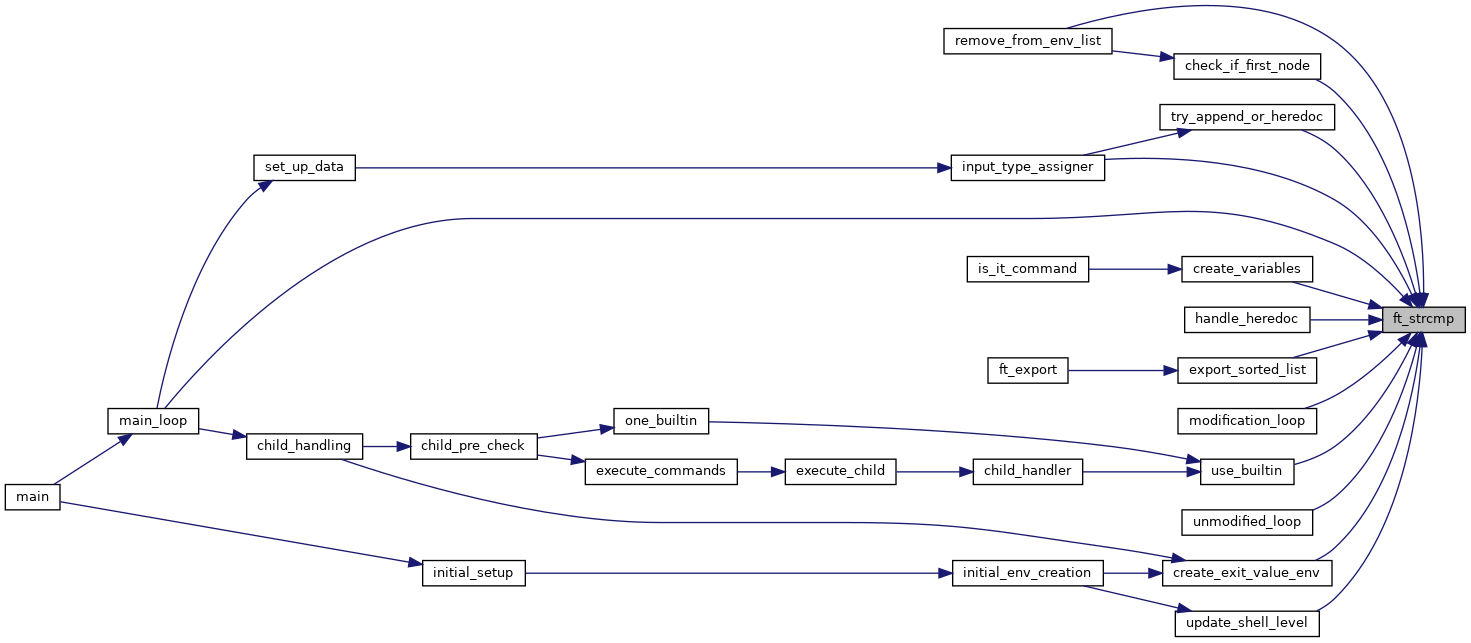 remove_from_env_list
check_if_first_node
try_append_or_heredoc
set_up_data
input_type_assigner
is_it_command
create_variables
handle_heredoc
ft_strcmp
ft_export
export_sorted_list
main_loop
one_builtin
modification_loop
child_handling
child_pre_check
execute_commands
execute_child
child_handler
use_builtin
main
unmodified_loop
initial_setup
initial_env_creation
create_exit_value_env
update_shell_level